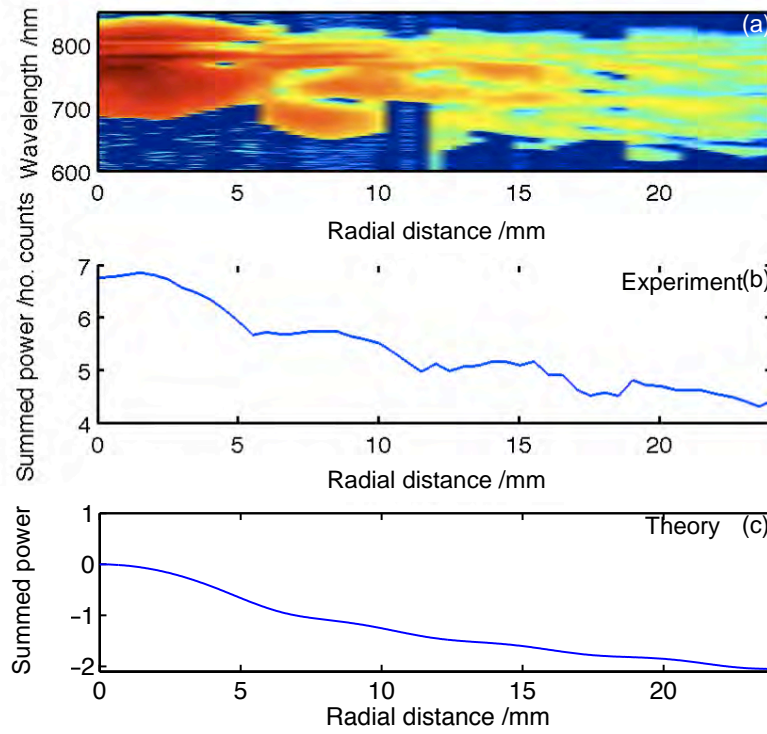 (a)
Wavelength /nm
800
700
600
0 5 10 15 20
Radial distance /mm
Experiment (b)
Summed power /no. counts
7
6
5
4
0 5 10 15 20
Radial distance /mm
Theory (c)
Summed power
1
0
-1
-2
0 5 10 15 20
Radial distance /mm